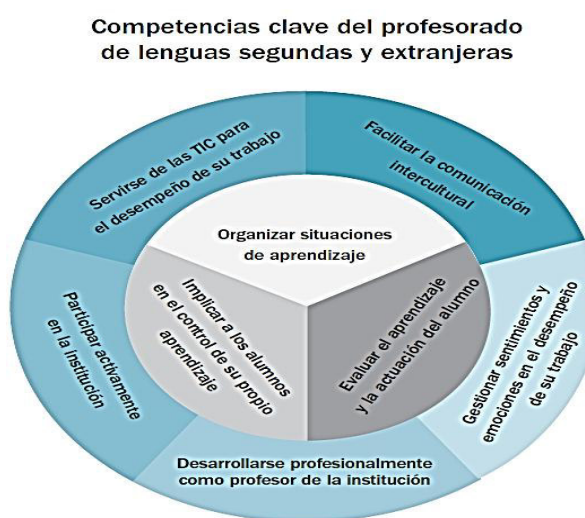 Competencias clave del profesorado
de lenguas segundas y extranjeras
Servirse de las TIC para
el desempeño de su trabajo
Facilitar la comunicación
intercultural
Organizar situaciones
de aprendizaje
Implicar a los alumnos
en el control de su propio
aprendizaje
Evaluar el aprendizaje
y la actuación del alumno
Participar activamente
en la institución
Gestionar sentimientos y
emociones en el desempeño
de su trabajo
Desarrollarse profesionalmente
como profesor de la institución